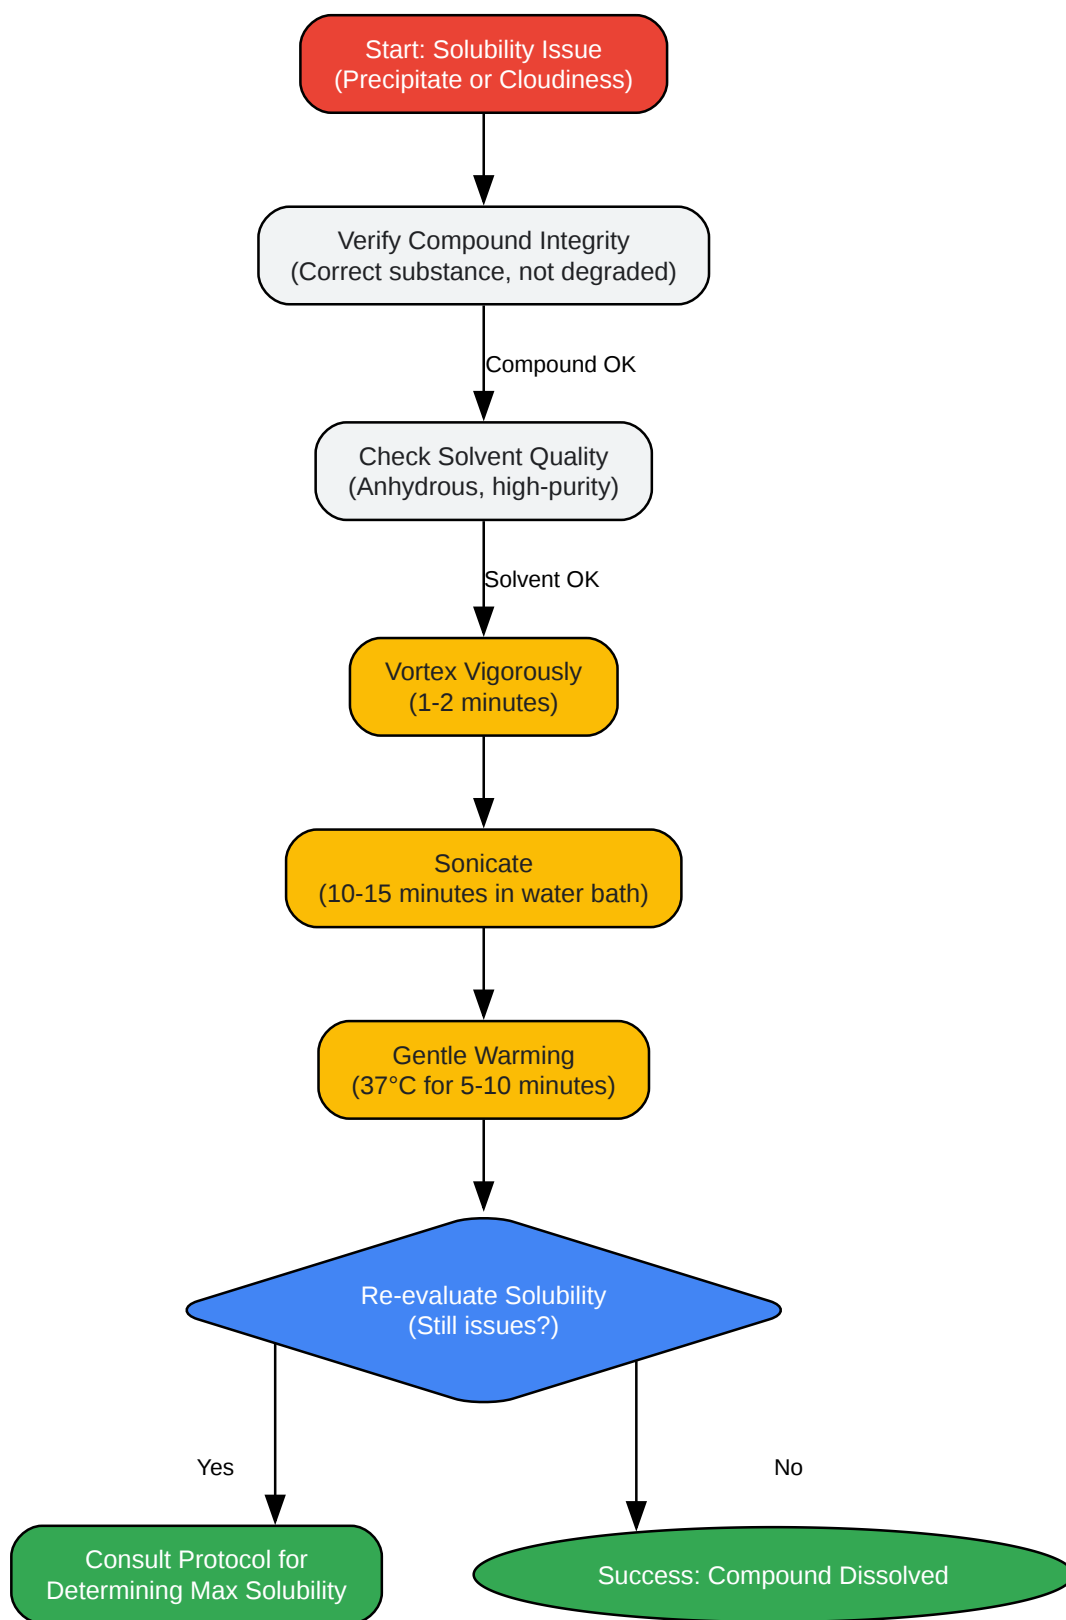 Start: Solubility Issue
(Precipitate or Cloudiness)
Verify Compound Integrity
(Correct substance, not degraded)
Compound OK
Check Solvent Quality
(Anhydrous, high-purity)
Solvent OK
Vortex Vigorously
(1-2 minutes)
Sonicate
(10-15 minutes in water bath)
Gentle Warming
(37°C for 5-10 minutes)
Re-evaluate Solubility
(Still issues?)
Yes
No
Consult Protocol for
Determining Max Solubility
Success: Compound Dissolved